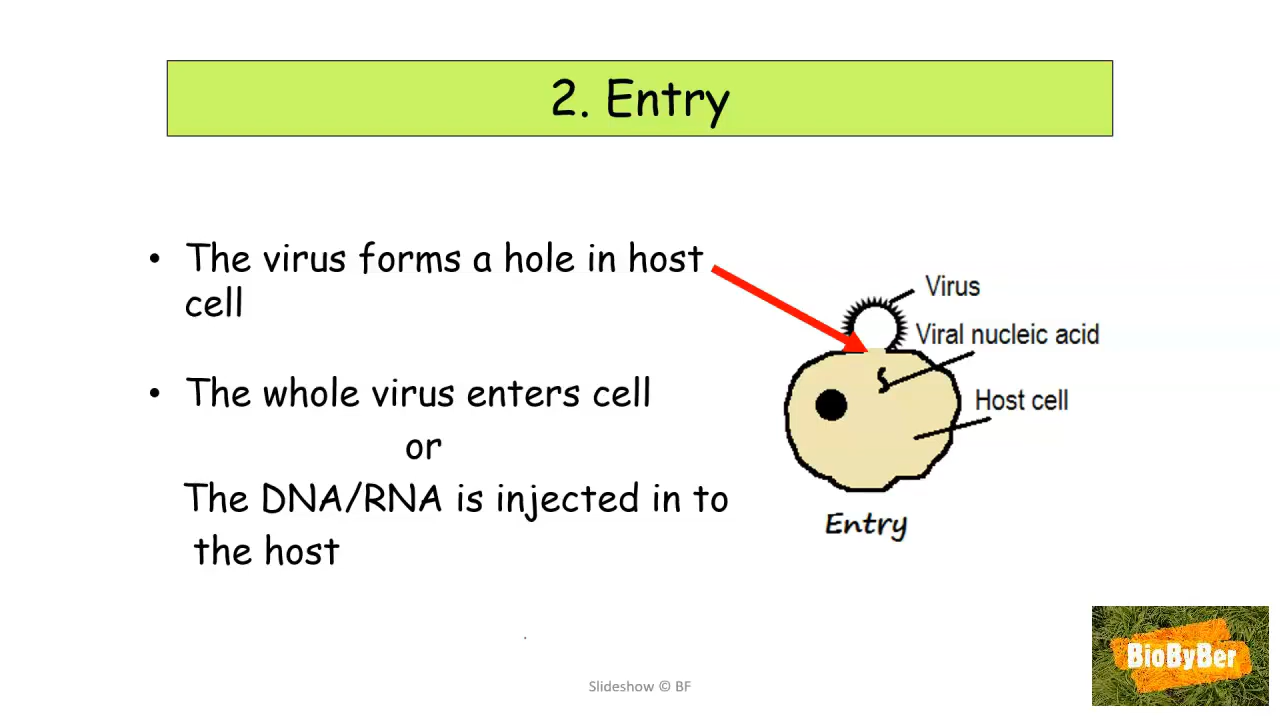 2. Entry
• The virus forms a hole in host
cell
• The whole virus enters cell
or
The DNA/RNA is injected in to
the host
Virus
Viral nucleic acid
Host cell
Entry
.
Slideshow © BF
BioByBer